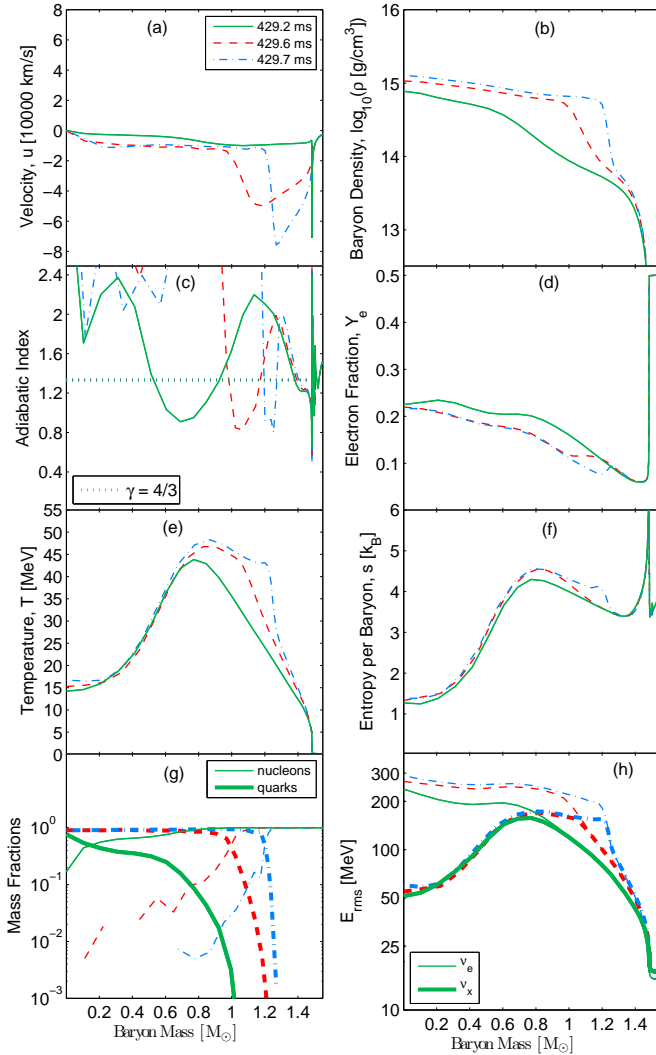 (a)
429.2 ms
429.6 ms
429.7 ms
Velocity, u [10000 km/s]
8
6
4
2
0
−2
−4
−6
−8
(b)
Baryon Density, log₁₀(ρ [g/cm³])
16
15
14
13
(c)
Adiabatic Index
2.4
2
1.6
1.2
0.8
0.4
γ = 4/3
(d)
Electron Fraction, Yₑ
0.5
0.4
0.3
0.2
0.1
(e)
Temperature, T [MeV]
55
50
45
40
35
30
25
20
15
10
5
0
(f)
Entropy per Baryon, s [k_B]
6
5
4
3
2
1
(g)
nucleons
quarks
Mass Fractions
10⁰
10⁻¹
10⁻²
10⁻³
0.2 0.4 0.6 0.8 1 1.2 1.4
Baryon Mass [M☉]
(h)
E_rms [MeV]
300
200
100
50
25
10
ν_e
ν_x
0.2 0.4 0.6 0.8 1 1.2 1.4
Baryon Mass [M☉]